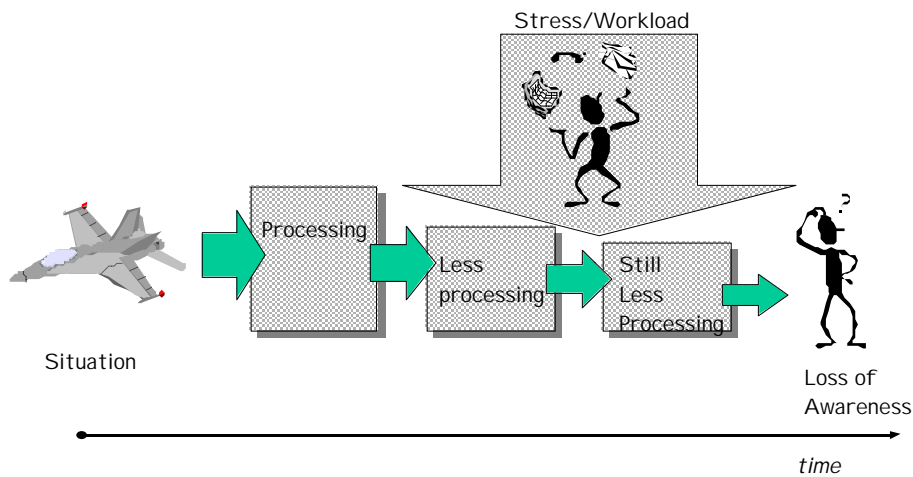 Stress/Workload
?
Processing
Less
processing
Still
Less
Processing
Situation
Loss of
Awareness
time